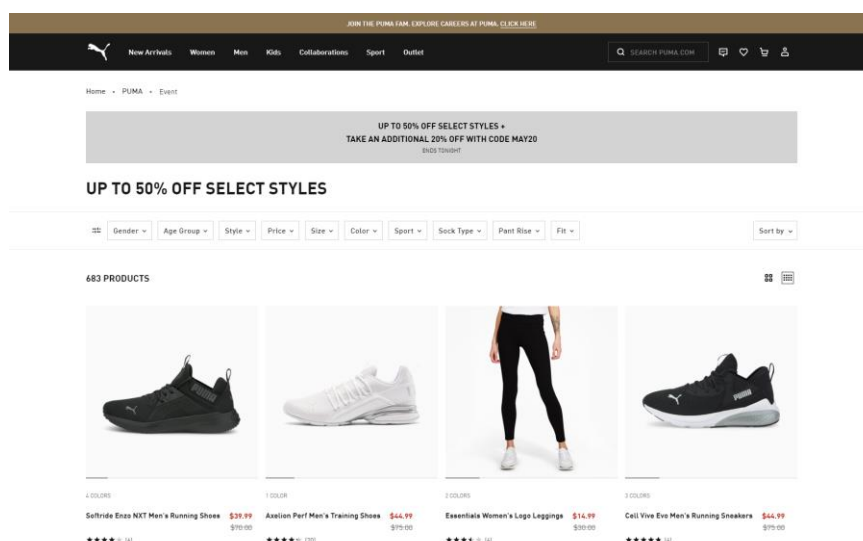 JOIN THE PUMA FAM. EXPLORE CAREERS AT PUMA. CLICK HERE
New Arrivals Women Men Kids Collaborations Sport Outlet SEARCH PUMA.COM
Home • PUMA • Event
UP TO 50% OFF SELECT STYLES +
TAKE AN ADDITIONAL 20% OFF WITH CODE MAY20
ENDS TONIGHT
UP TO 50% OFF SELECT STYLES
Gender Age Group Style Price Size Color Sport Sock Type Pant Rise Fit Sort by
683 PRODUCTS
4 COLORS 1 COLOR 2 COLORS 3 COLORS
Softride Enzo NXT Men's Running Shoes $39.99 Axelion Perf Men's Training Shoes $44.99 Essentials Women's Logo Leggings $14.99 Cell Vive Evo Men's Running Sneakers $44.99
$70.00 $75.00 $30.00 $75.00